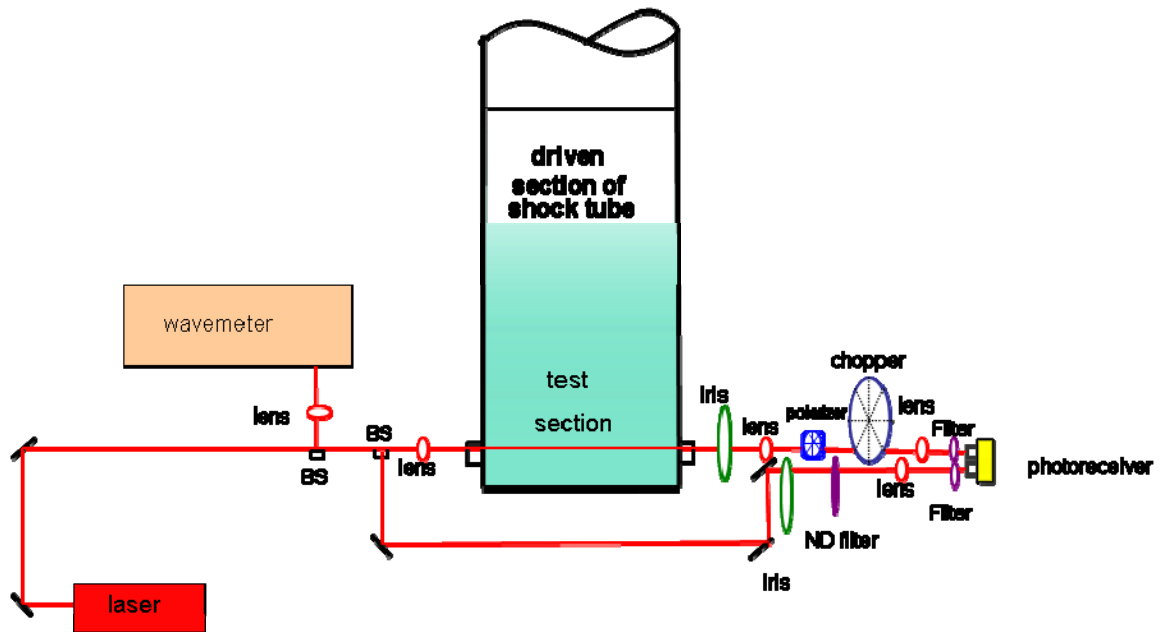 driven
section of
shock tube
wavemeter
test
section
chopper
Iris
polarizer
lens
lens
lens
BS
lens
Filter
BS
lens
photoreceiver
Filter
ND filter
Iris
laser